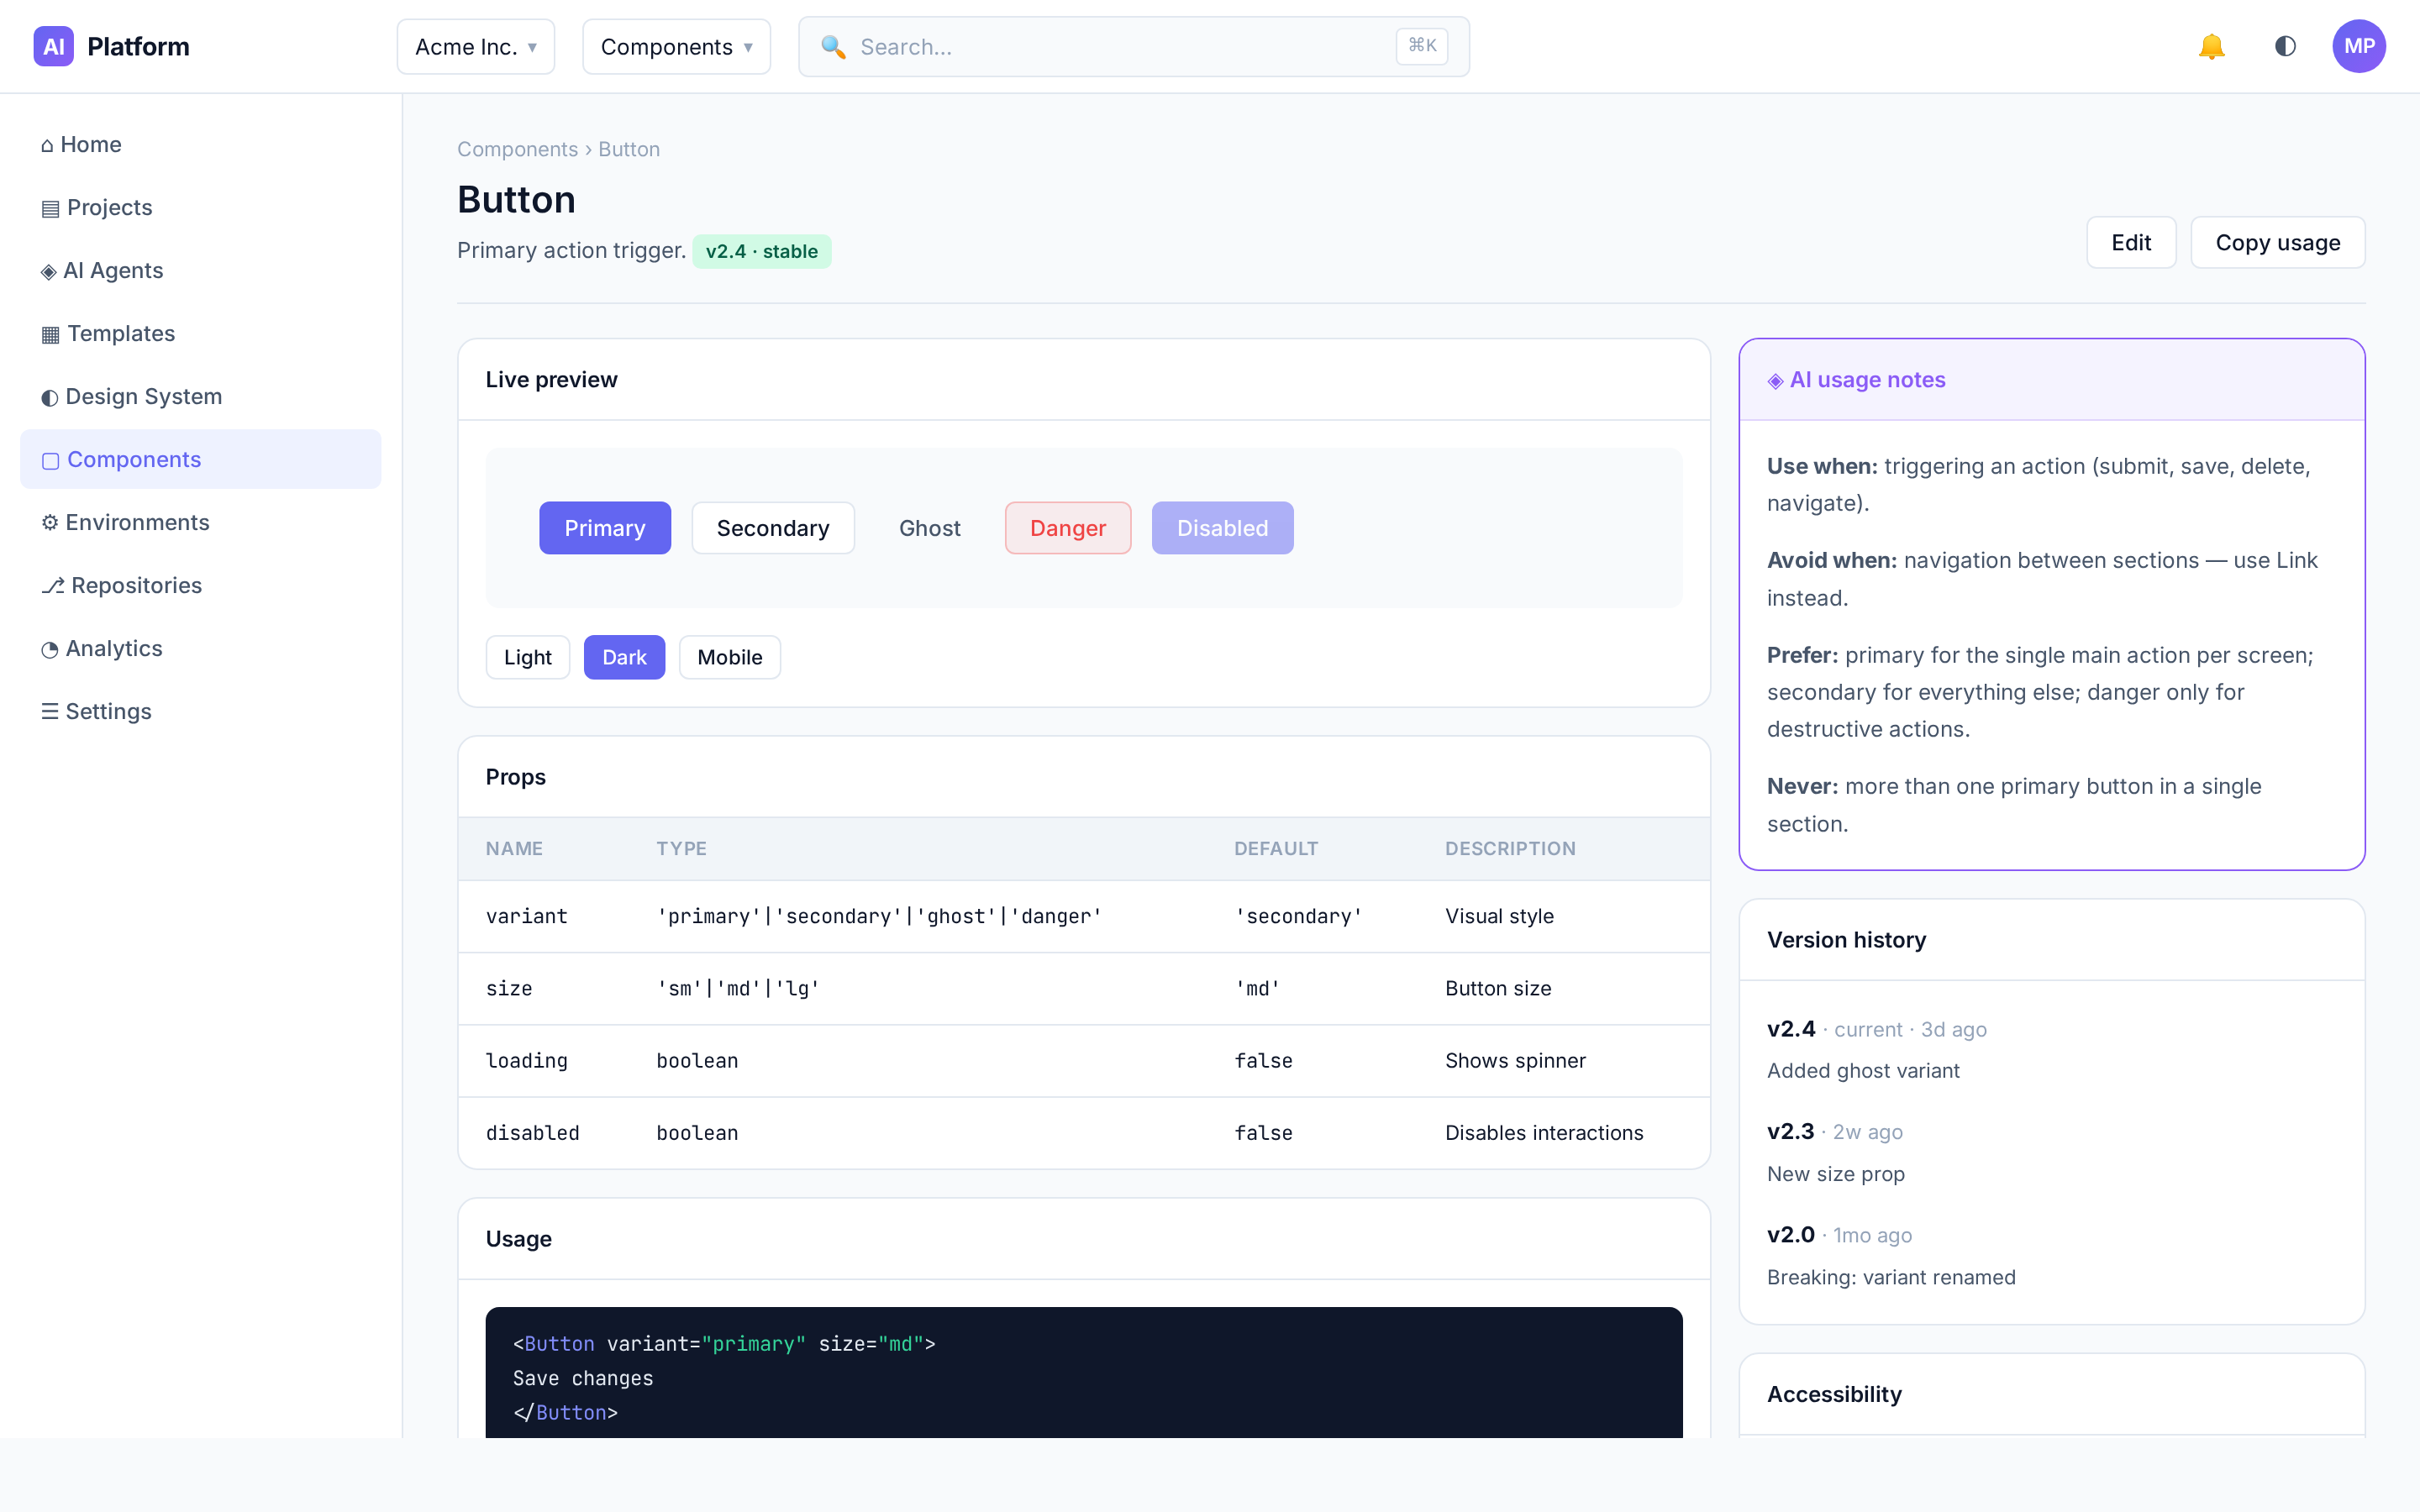 AI Platform
Acme Inc. ▾
Components ▾
🔍 Search... ⌘K
MP
⌂ Home
▤ Projects
◈ AI Agents
▦ Templates
◐ Design System
▢ Components
⚙ Environments
⎇ Repositories
◔ Analytics
☰ Settings
Components › Button
Button
Primary action trigger. v2.4 · stable
Edit
Copy usage
Live preview
Primary
Secondary
Ghost
Danger
Disabled
Light
Dark
Mobile
Props
NAME TYPE DEFAULT DESCRIPTION
variant 'primary'|'secondary'|'ghost'|'danger' 'secondary' Visual style
size 'sm'|'md'|'lg' 'md' Button size
loading boolean false Shows spinner
disabled boolean false Disables interactions
Usage
<Button variant="primary" size="md">
Save changes
</Button>
◈ AI usage notes
Use when: triggering an action (submit, save, delete,
navigate).
Avoid when: navigation between sections — use Link
instead.
Prefer: primary for the single main action per screen;
secondary for everything else; danger only for
destructive actions.
Never: more than one primary button in a single
section.
Version history
v2.4 · current · 3d ago
Added ghost variant
v2.3 · 2w ago
New size prop
v2.0 · 1mo ago
Breaking: variant renamed
Accessibility